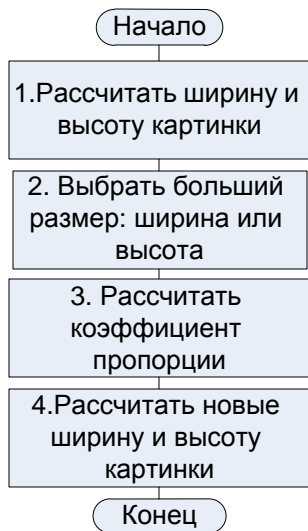 Начало
1.Рассчитать ширину и
высоту картинки
2. Выбрать больший
размер: ширина или
высота
3. Рассчитать
коэффициент
пропорции
4.Рассчитать новые
ширину и высоту
картинки
Конец